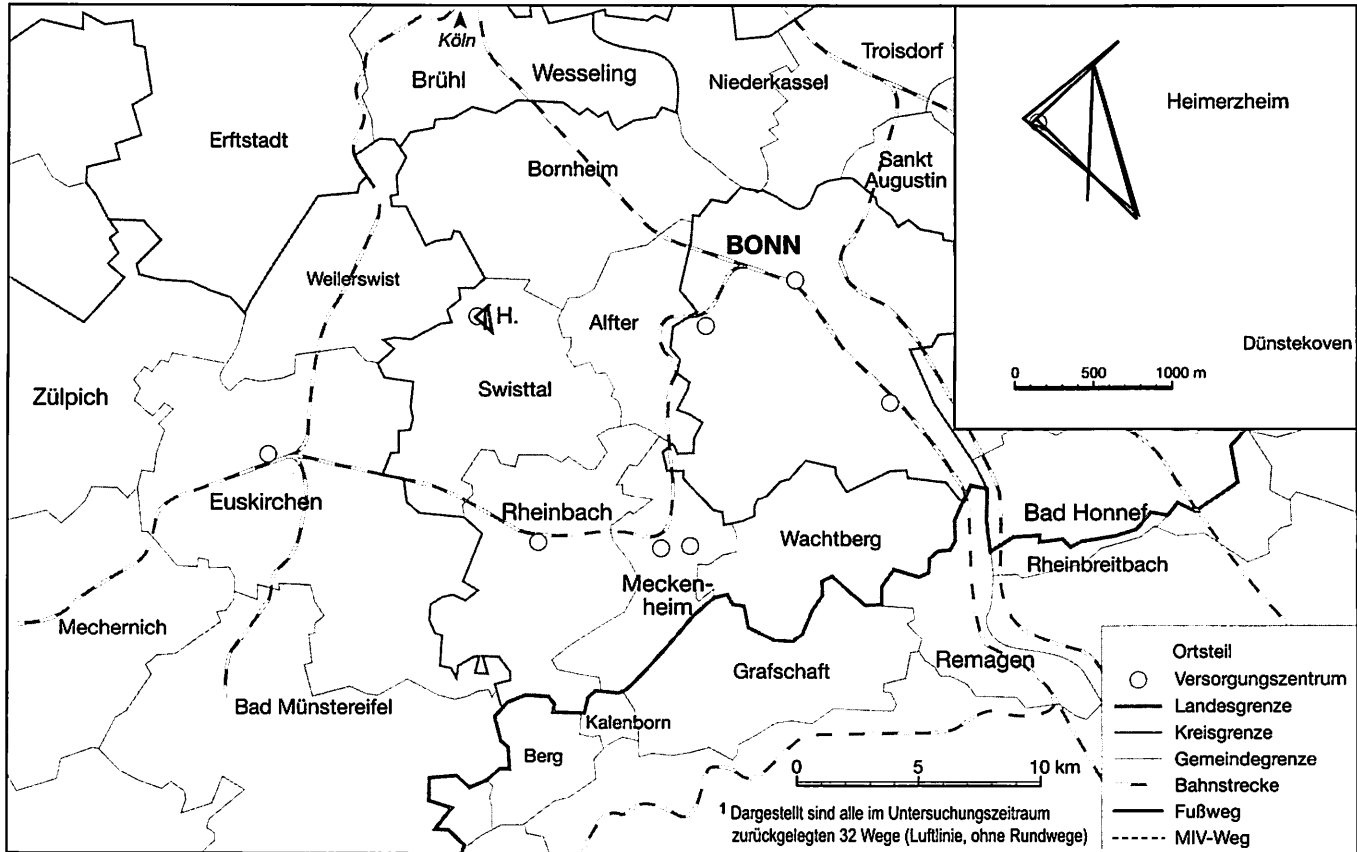 Köln
Troisdorf
Brühl
Wesseling
Niederkassel
Heimerzheim
Erftstadt
Bornheim
Sankt
Augustin
BONN
Weilerswist
H.
Alfter
Dünstekoven
0 500 1000 m
Zülpich
Swisttal
Euskirchen
Rheinbach
Bad Honnef
Wachtberg
Rheinbreitbach
Mecken-
heim
Mechernich
Grafschaft
Remagen
Ortsteil
Versorgungszentrum
Bad Münstereifel
Kalenborn
Landesgrenze
Kreisgrenze
Berg
Gemeindegrenze
0 5 10 km
Bahnstrecke
1 Dargestellt sind alle im Untersuchungszeitraum
zurückgelegten 32 Wege (Luftlinie, ohne Rundwege)
Fußweg
MIV-Weg